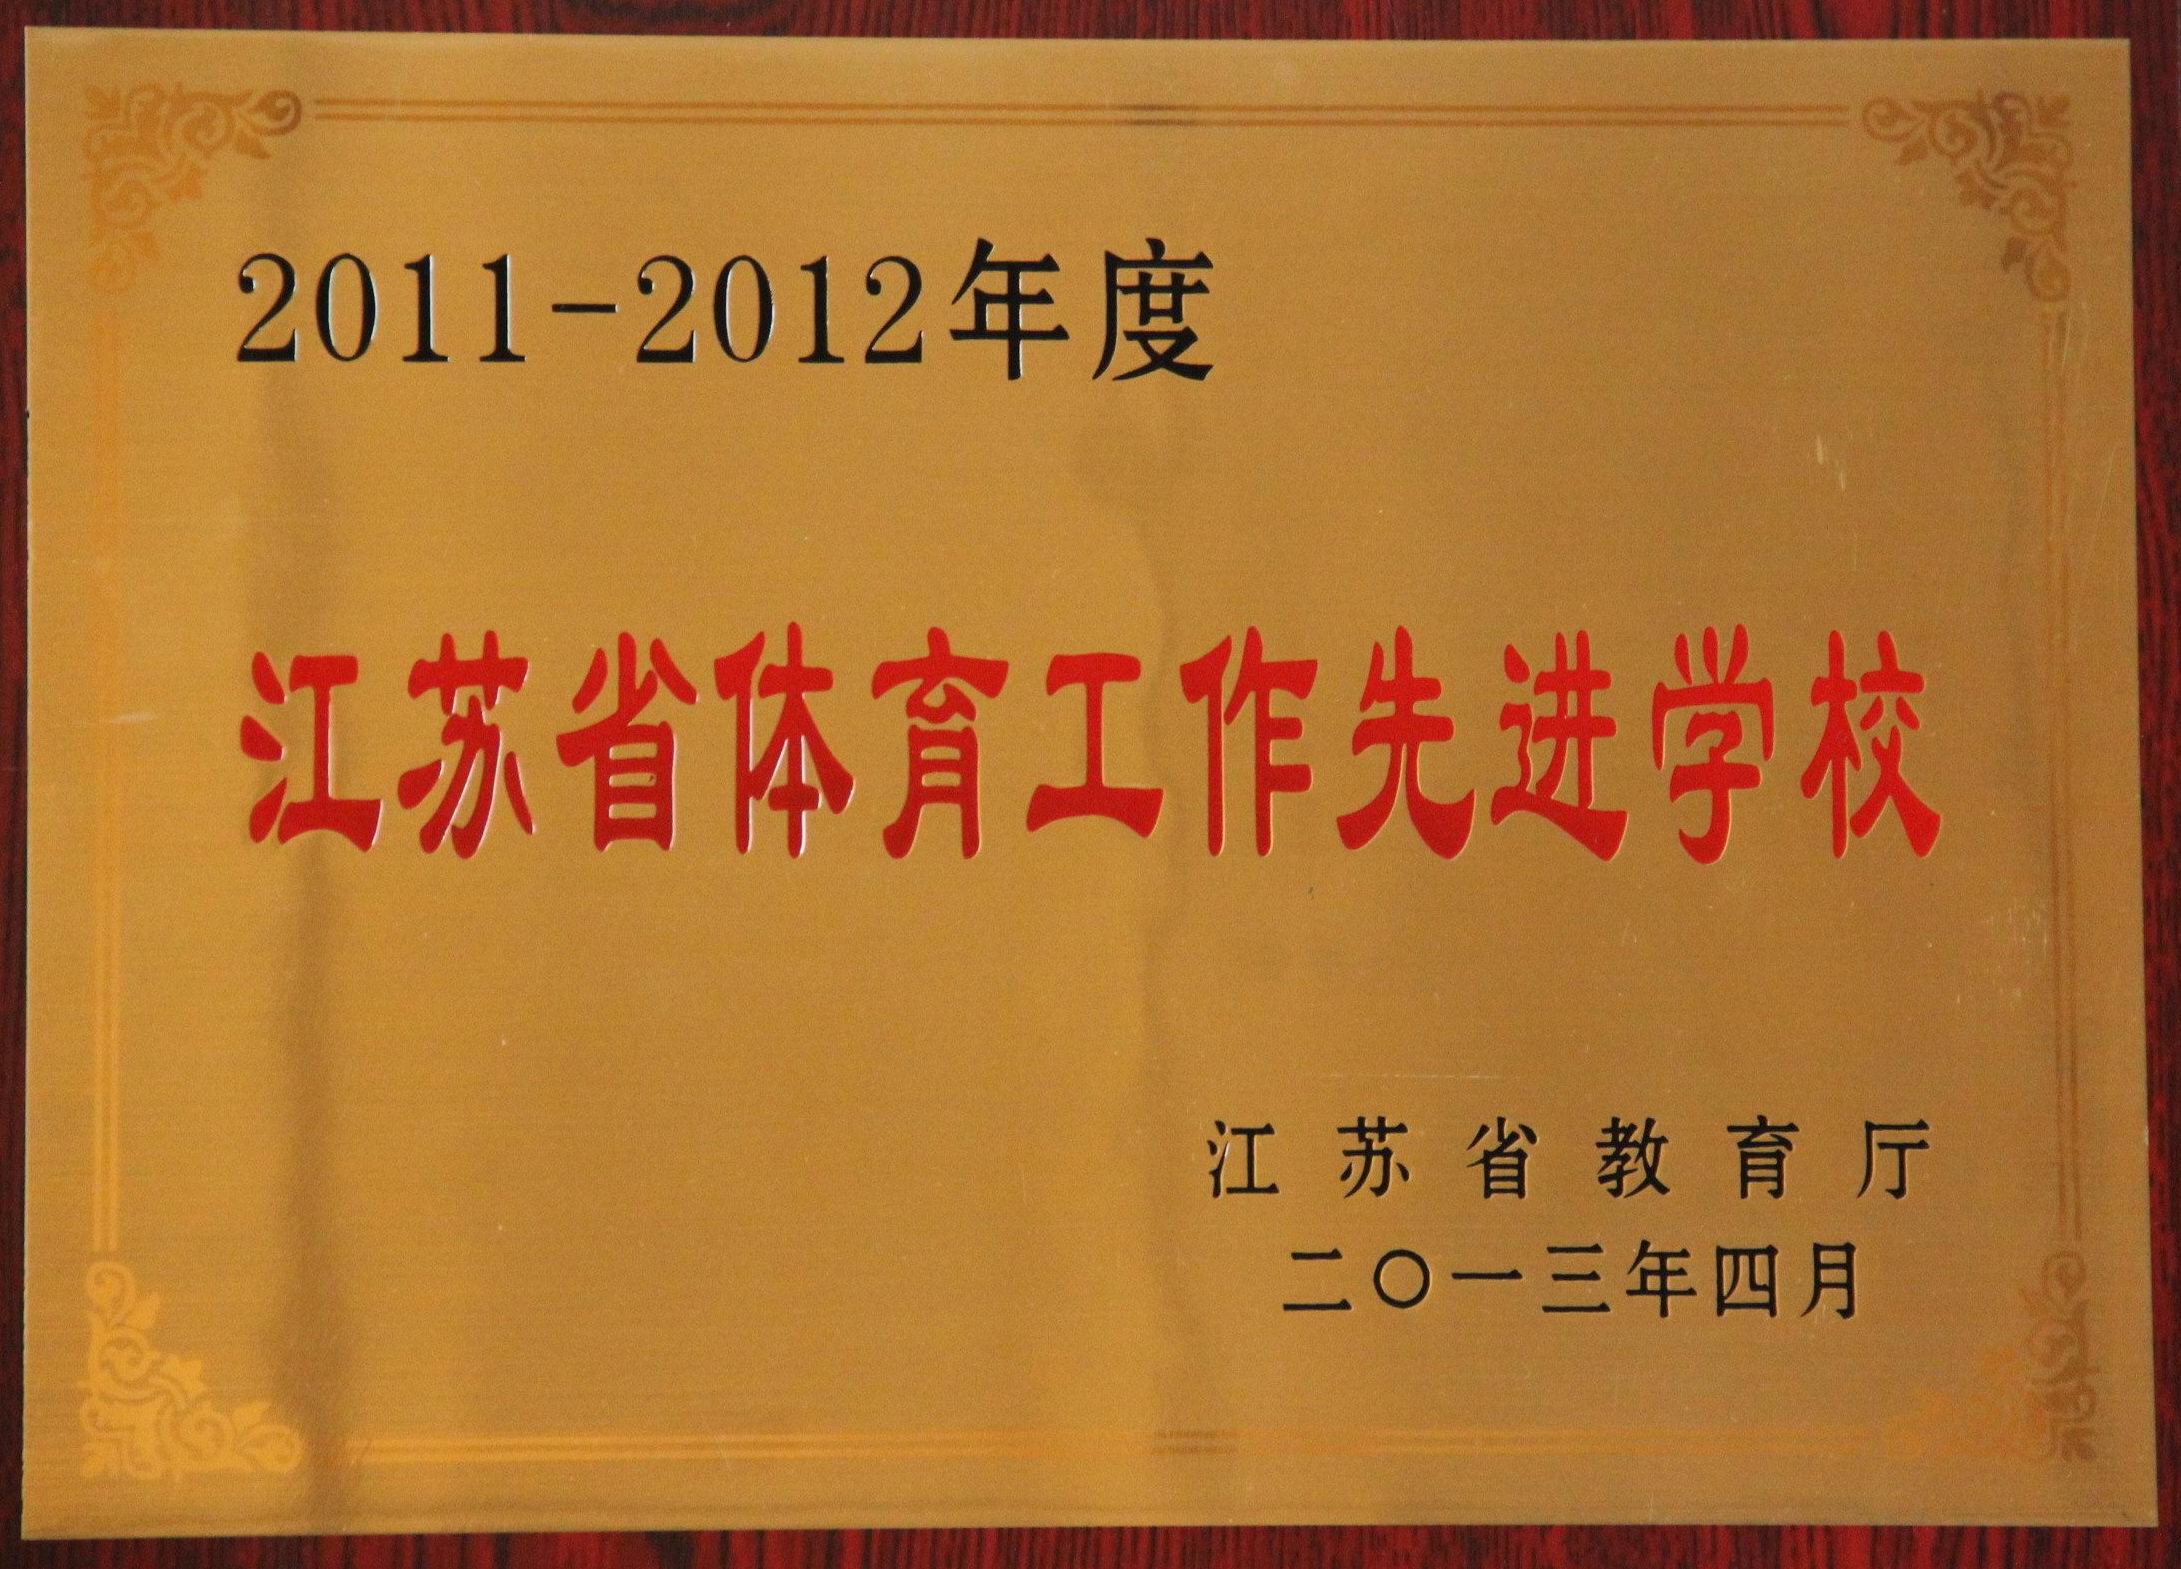 2011-2012年度
江苏省体育工作先进学校
江苏省教育厅
二〇一三年四月